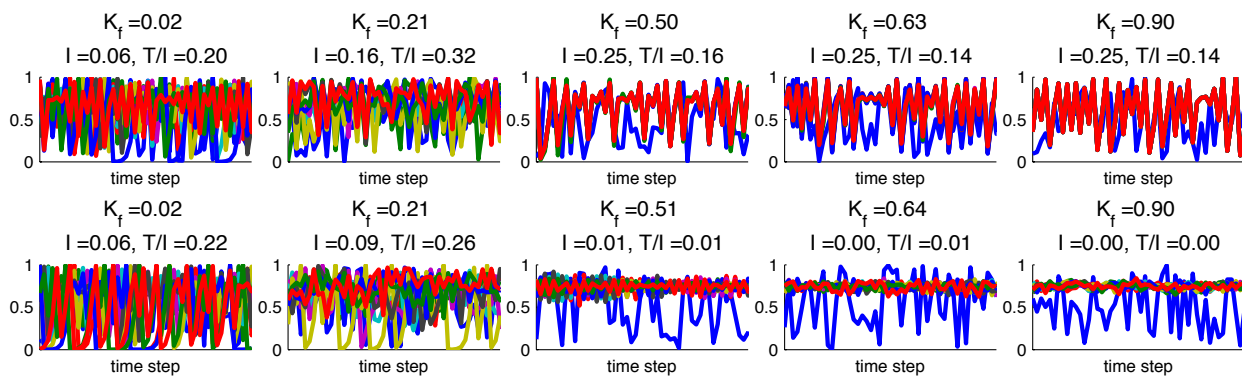 K_f =0.02
I =0.06, T/I =0.20
1
0.5
0
time step
K_f =0.21
I =0.16, T/I =0.32
1
0.5
0
time step
K_f =0.50
I =0.25, T/I =0.16
1
0.5
0
time step
K_f =0.63
I =0.25, T/I =0.14
1
0.5
0
time step
K_f =0.90
I =0.25, T/I =0.14
1
0.5
0
time step
K_f =0.02
I =0.06, T/I =0.22
1
0.5
0
time step
K_f =0.21
I =0.09, T/I =0.26
1
0.5
0
time step
K_f =0.51
I =0.01, T/I =0.01
1
0.5
0
time step
K_f =0.64
I =0.00, T/I =0.01
1
0.5
0
time step
K_f =0.90
I =0.00, T/I =0.00
1
0.5
0
time step